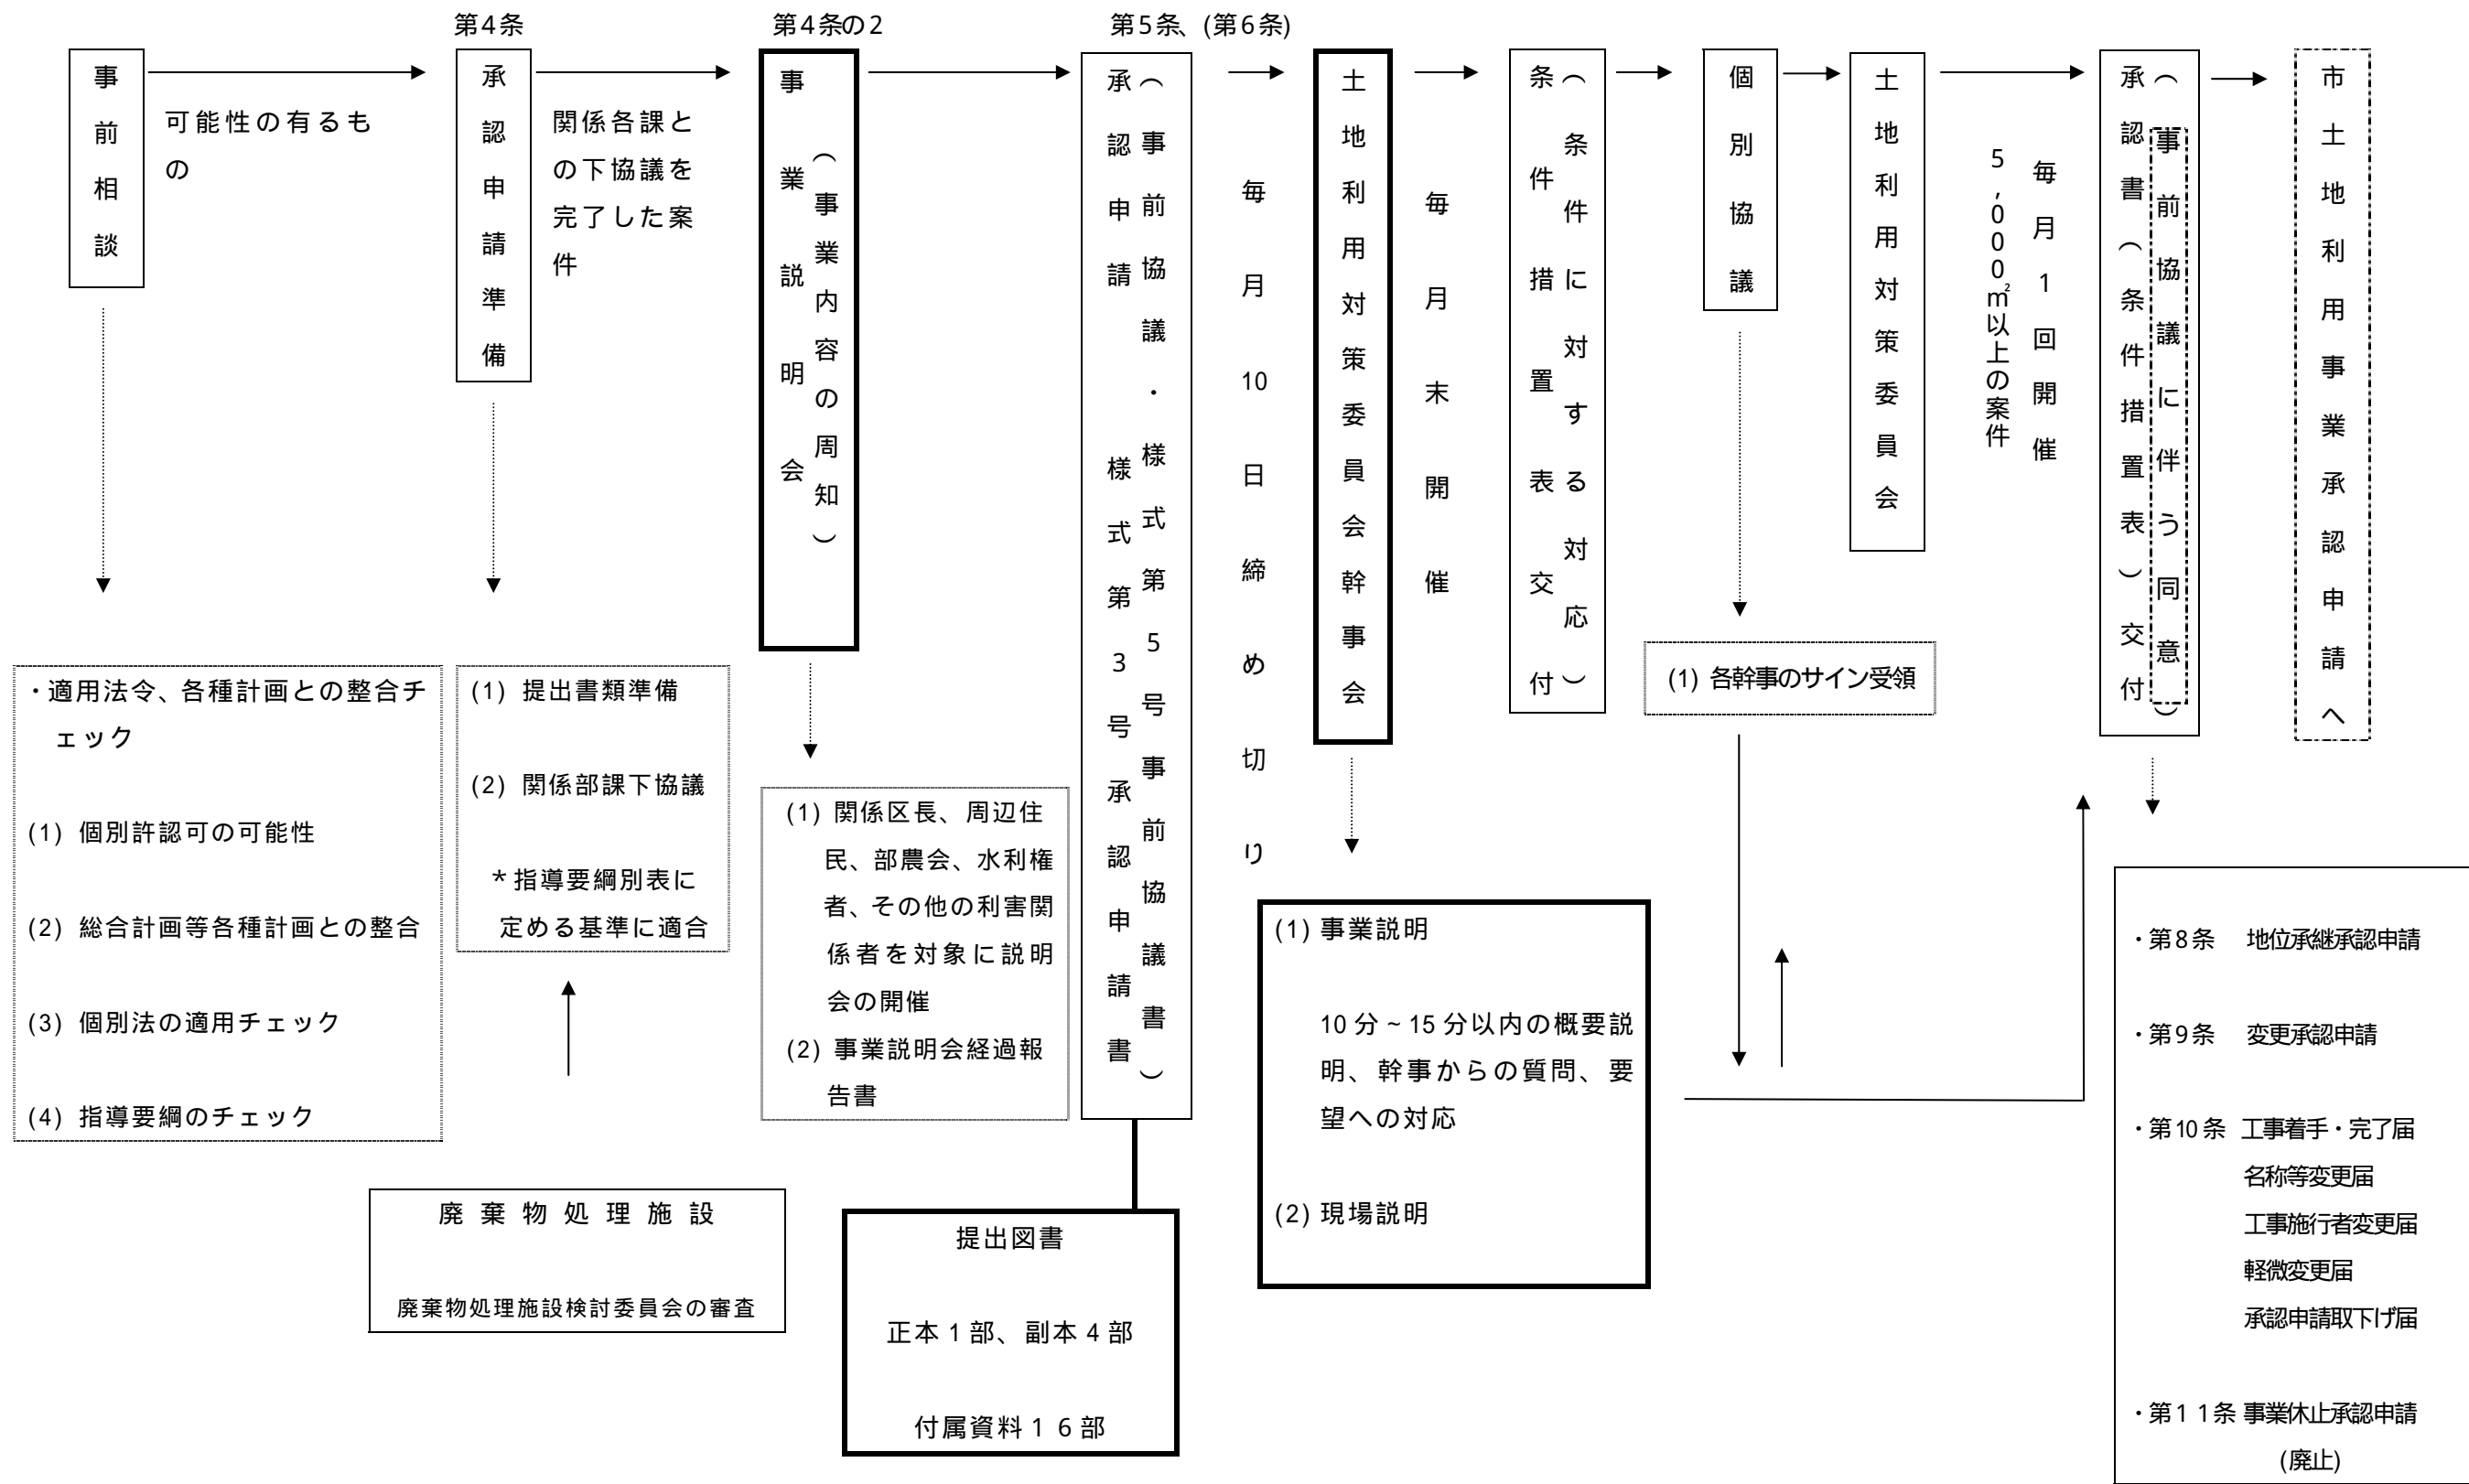 第4条
第4条の2
第5条、(第6条)
事前相談
可能性の有るも
の
承認申請準備
関係各課と
の下協議を
完了した案
件
事業説明会
（事業内容の周知）
承認申請　様式第3号承認申請書
（事前協議・様式第5号事前協議書）
毎月10日締め切り
土地利用対策委員会幹事会
毎月末開催
条件措置表交付
（条件に対する対応）
個別協議
土地利用対策委員会
毎月1回開催
5,000㎡以上の案件
承認書（条件措置表）交付
（事前協議に伴う同意）
市土地利用事業承認申請へ
・適用法令、各種計画との整合チ
ェック
(1) 個別許認可の可能性
(2) 総合計画等各種計画との整合
(3) 個別法の適用チェック
(4) 指導要綱のチェック
(1) 提出書類準備
(2) 関係部課下協議
＊指導要綱別表に
定める基準に適合
廃棄物処理施設
廃棄物処理施設検討委員会の審査
(1) 関係区長、周辺住
民、部農会、水利権
者、その他の利害関
係者を対象に説明
会の開催
(2) 事業説明会経過報
告書
提出図書
正本1部、副本4部
付属資料１６部
(1) 事業説明
10分~15分以内の概要説
明、幹事からの質問、要
望への対応
(2) 現場説明
(1) 各幹事のサイン受領
・第8条　地位承継承認申請
・第9条　変更承認申請
・第10条　工事着手・完了届
名称等変更届
工事施行者変更届
軽微変更届
承認申請取下げ届
・第１１条 事業休止承認申請
(廃止)